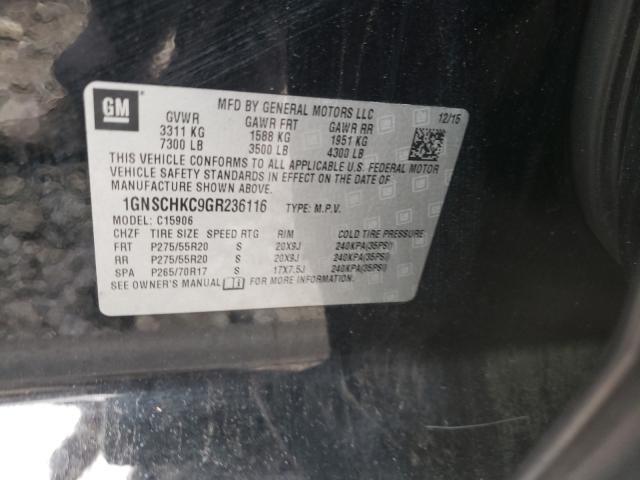 GM
MFD BY GENERAL MOTORS LLC
12/15
GVWR GAWR FRT GAWR RR
3311 KG 1588 KG 1951 KG
7300 LB 3500 LB 4300 LB
THIS VEHICLE CONFORMS TO ALL APPLICABLE U.S. FEDERAL MOTOR
VEHICLE SAFETY STANDARDS IN EFFECT ON THE DATE OF
MANUFACTURE SHOWN ABOVE.
1GNSCHKC9GR236116 TYPE: M.P.V.
MODEL: C15906
CHZF TIRE SIZE SPEED RTG RIM COLD TIRE PRESSURE
FRT P275/55R20 S 20X9J 240KPA(35PSI)
RR P275/55R20 S 20X9J 240KPA(35PSI)
SPA P265/70R17 S 17X7.5J 240KPA(35PSI)
SEE OWNER'S MANUAL FOR MORE INFORMATION.